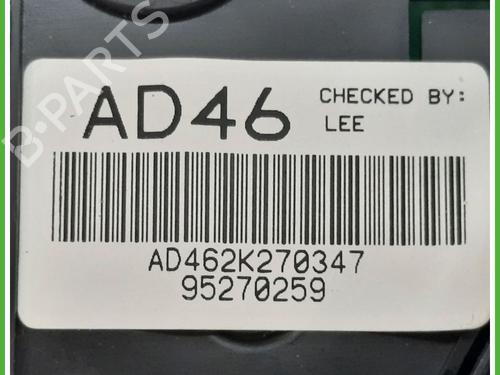 AD46
CHECKED BY:
LEE
AD462K270347
95270259
B-PARTS